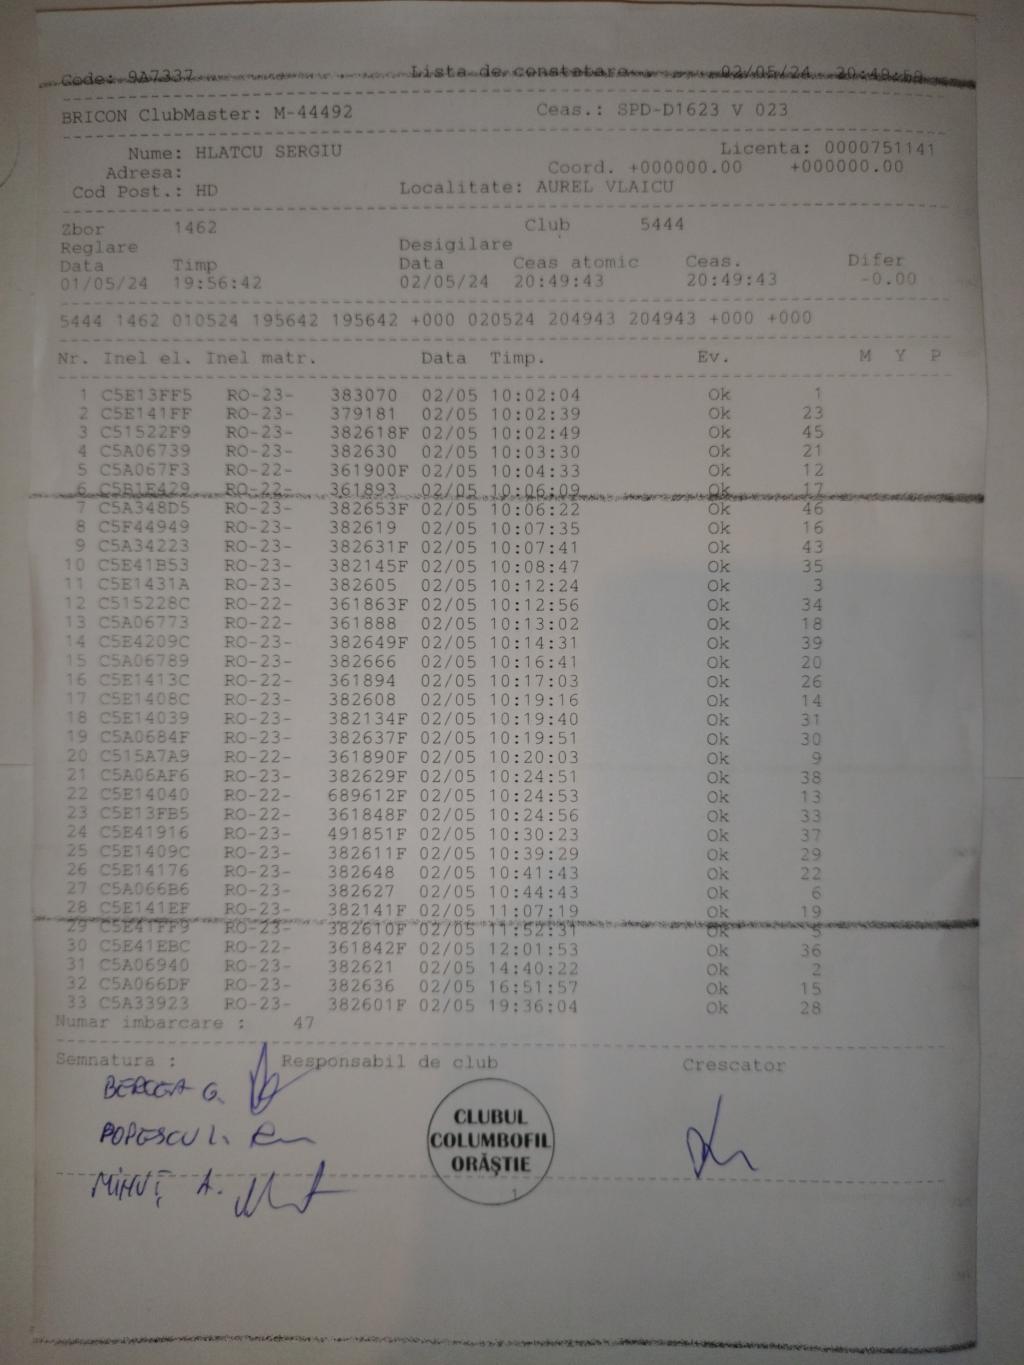 Code: 9A7337 Lista de constatare 02/05/24 20:49:59
BRICON ClubMaster: M-44492 Ceas.: SPD-D1623 V 023
Nume: HLATCU SERGIU Licenta: 0000751141
Adresa: Coord. +000000.00 +000000.00
Cod Post.: HD Localitate: AUREL VLAICU
Zbor 1462 Club 5444
Reglare Desigilare
Data Timp Data Ceas atomic Ceas. Difer
01/05/24 19:56:42 02/05/24 20:49:43 20:49:43 -0.00
5444 1462 010524 195642 195642 +000 020524 204943 204943 +000 +000
Nr. Inel el. Inel matr. Data Timp. Ev. M Y P
1 C5E13FF5 RO-23- 383070 02/05 10:02:04 Ok 1
2 C5E141FF RO-23- 379181 02/05 10:02:39 Ok 23
3 C51522F9 RO-23- 382618F 02/05 10:02:49 Ok 45
4 C5A06739 RO-23- 382630 02/05 10:03:30 Ok 21
5 C5A067F3 RO-22- 361900F 02/05 10:04:33 Ok 12
6 C5B1E429 RO-22- 361893 02/05 10:06:09 Ok 17
7 C5A348D5 RO-23- 382653F 02/05 10:06:22 Ok 46
8 C5F44949 RO-23- 382619 02/05 10:07:35 Ok 16
9 C5A34223 RO-23- 382631F 02/05 10:07:41 Ok 43
10 C5E41B53 RO-23- 382145F 02/05 10:08:47 Ok 35
11 C5E1431A RO-23- 382605 02/05 10:12:24 Ok 3
12 C515228C RO-22- 361863F 02/05 10:12:56 Ok 34
13 C5A06773 RO-22- 361888 02/05 10:13:02 Ok 18
14 C5E4209C RO-23- 382649F 02/05 10:14:31 Ok 39
15 C5A06789 RO-23- 382666 02/05 10:16:41 Ok 20
16 C5E1413C RO-22- 361894 02/05 10:17:03 Ok 26
17 C5E1408C RO-23- 382608 02/05 10:19:16 Ok 14
18 C5E14039 RO-23- 382134F 02/05 10:19:40 Ok 31
19 C5A0684F RO-23- 382637F 02/05 10:19:51 Ok 30
20 C515A7A9 RO-22- 361890F 02/05 10:20:03 Ok 9
21 C5A06AF6 RO-23- 382629F 02/05 10:24:51 Ok 38
22 C5E14040 RO-22- 689612F 02/05 10:24:53 Ok 13
23 C5E13FB5 RO-22- 361848F 02/05 10:24:56 Ok 33
24 C5E41916 RO-23- 491851F 02/05 10:30:23 Ok 37
25 C5E1409C RO-23- 382611F 02/05 10:39:29 Ok 29
26 C5E14176 RO-23- 382648 02/05 10:41:43 Ok 22
27 C5A066B6 RO-23- 382627 02/05 10:44:43 Ok 6
28 C5E141EF RO-23- 382141F 02/05 11:07:19 Ok 19
29 C5E41FF9 RO-23- 382610F 02/05 11:52:31 Ok 5
30 C5E41EBC RO-22- 361842F 02/05 12:01:53 Ok 36
31 C5A06940 RO-23- 382621 02/05 14:40:22 Ok 2
32 C5A066DF RO-23- 382636 02/05 16:51:57 Ok 15
33 C5A33923 RO-23- 382601F 02/05 19:36:04 Ok 28
Numar imbarcare : 47
Semnatura : Responsabil de club Crescator
BERCEA G.
POPESCU I.
MIHUȚ A.
CLUBUL
COLUMBOFIL
ORĂȘTIE
1